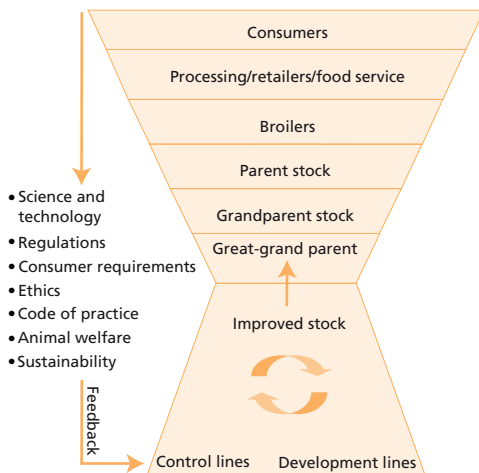 Consumers
Processing/retailers/food service
Broilers
Parent stock
Grandparent stock
Great-grand parent
Improved stock
Control lines
Development lines
• Science and
technology
• Regulations
• Consumer requirements
• Ethics
• Code of practice
• Animal welfare
• Sustainability
Feedback